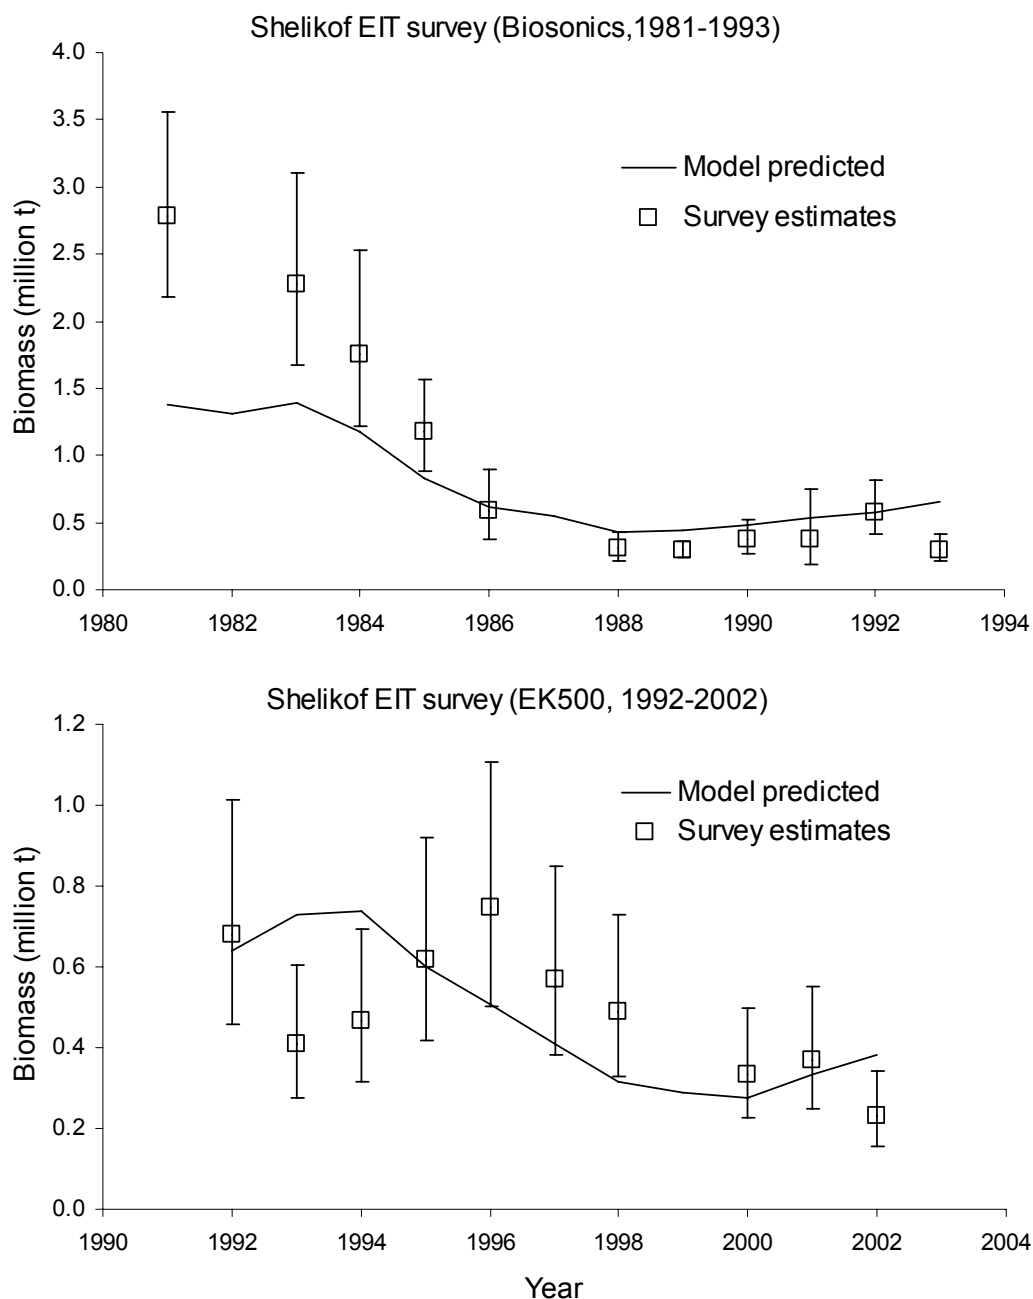 Shelikof EIT survey (Biosonics,1981-1993)
4.0
3.5
3.0
2.5
2.0
1.5
1.0
0.5
0.0
Biomass (million t)
Model predicted
Survey estimates
1980 1982 1984 1986 1988 1990 1992 1994
Shelikof EIT survey (EK500, 1992-2002)
1.2
1.0
0.8
0.6
0.4
0.2
0.0
Biomass (million t)
Model predicted
Survey estimates
1990 1992 1994 1996 1998 2000 2002 2004
Year